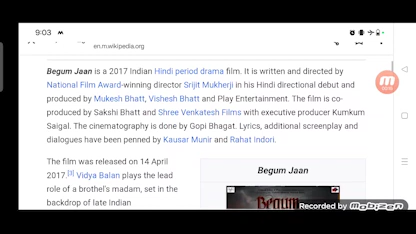 9:03
en.m.wikipedia.org
Begum Jaan is a 2017 Indian Hindi period drama film. It is written and directed by
National Film Award-winning director Srijit Mukherji in his Hindi directional debut and
produced by Mukesh Bhatt, Vishesh Bhatt and Play Entertainment. The film is co-
produced by Sakshi Bhatt and Shree Venkatesh Films with executive producer Kumkum
Saigal. The cinematography is done by Gopi Bhagat. Lyrics, additional screenplay and
dialogues have been penned by Kausar Munir and Rahat Indori.
The film was released on 14 April
2017.[3] Vidya Balan plays the lead
role of a brothel's madam, set in the
backdrop of late Indian
Begum Jaan
Begum
Recorded by mobizen